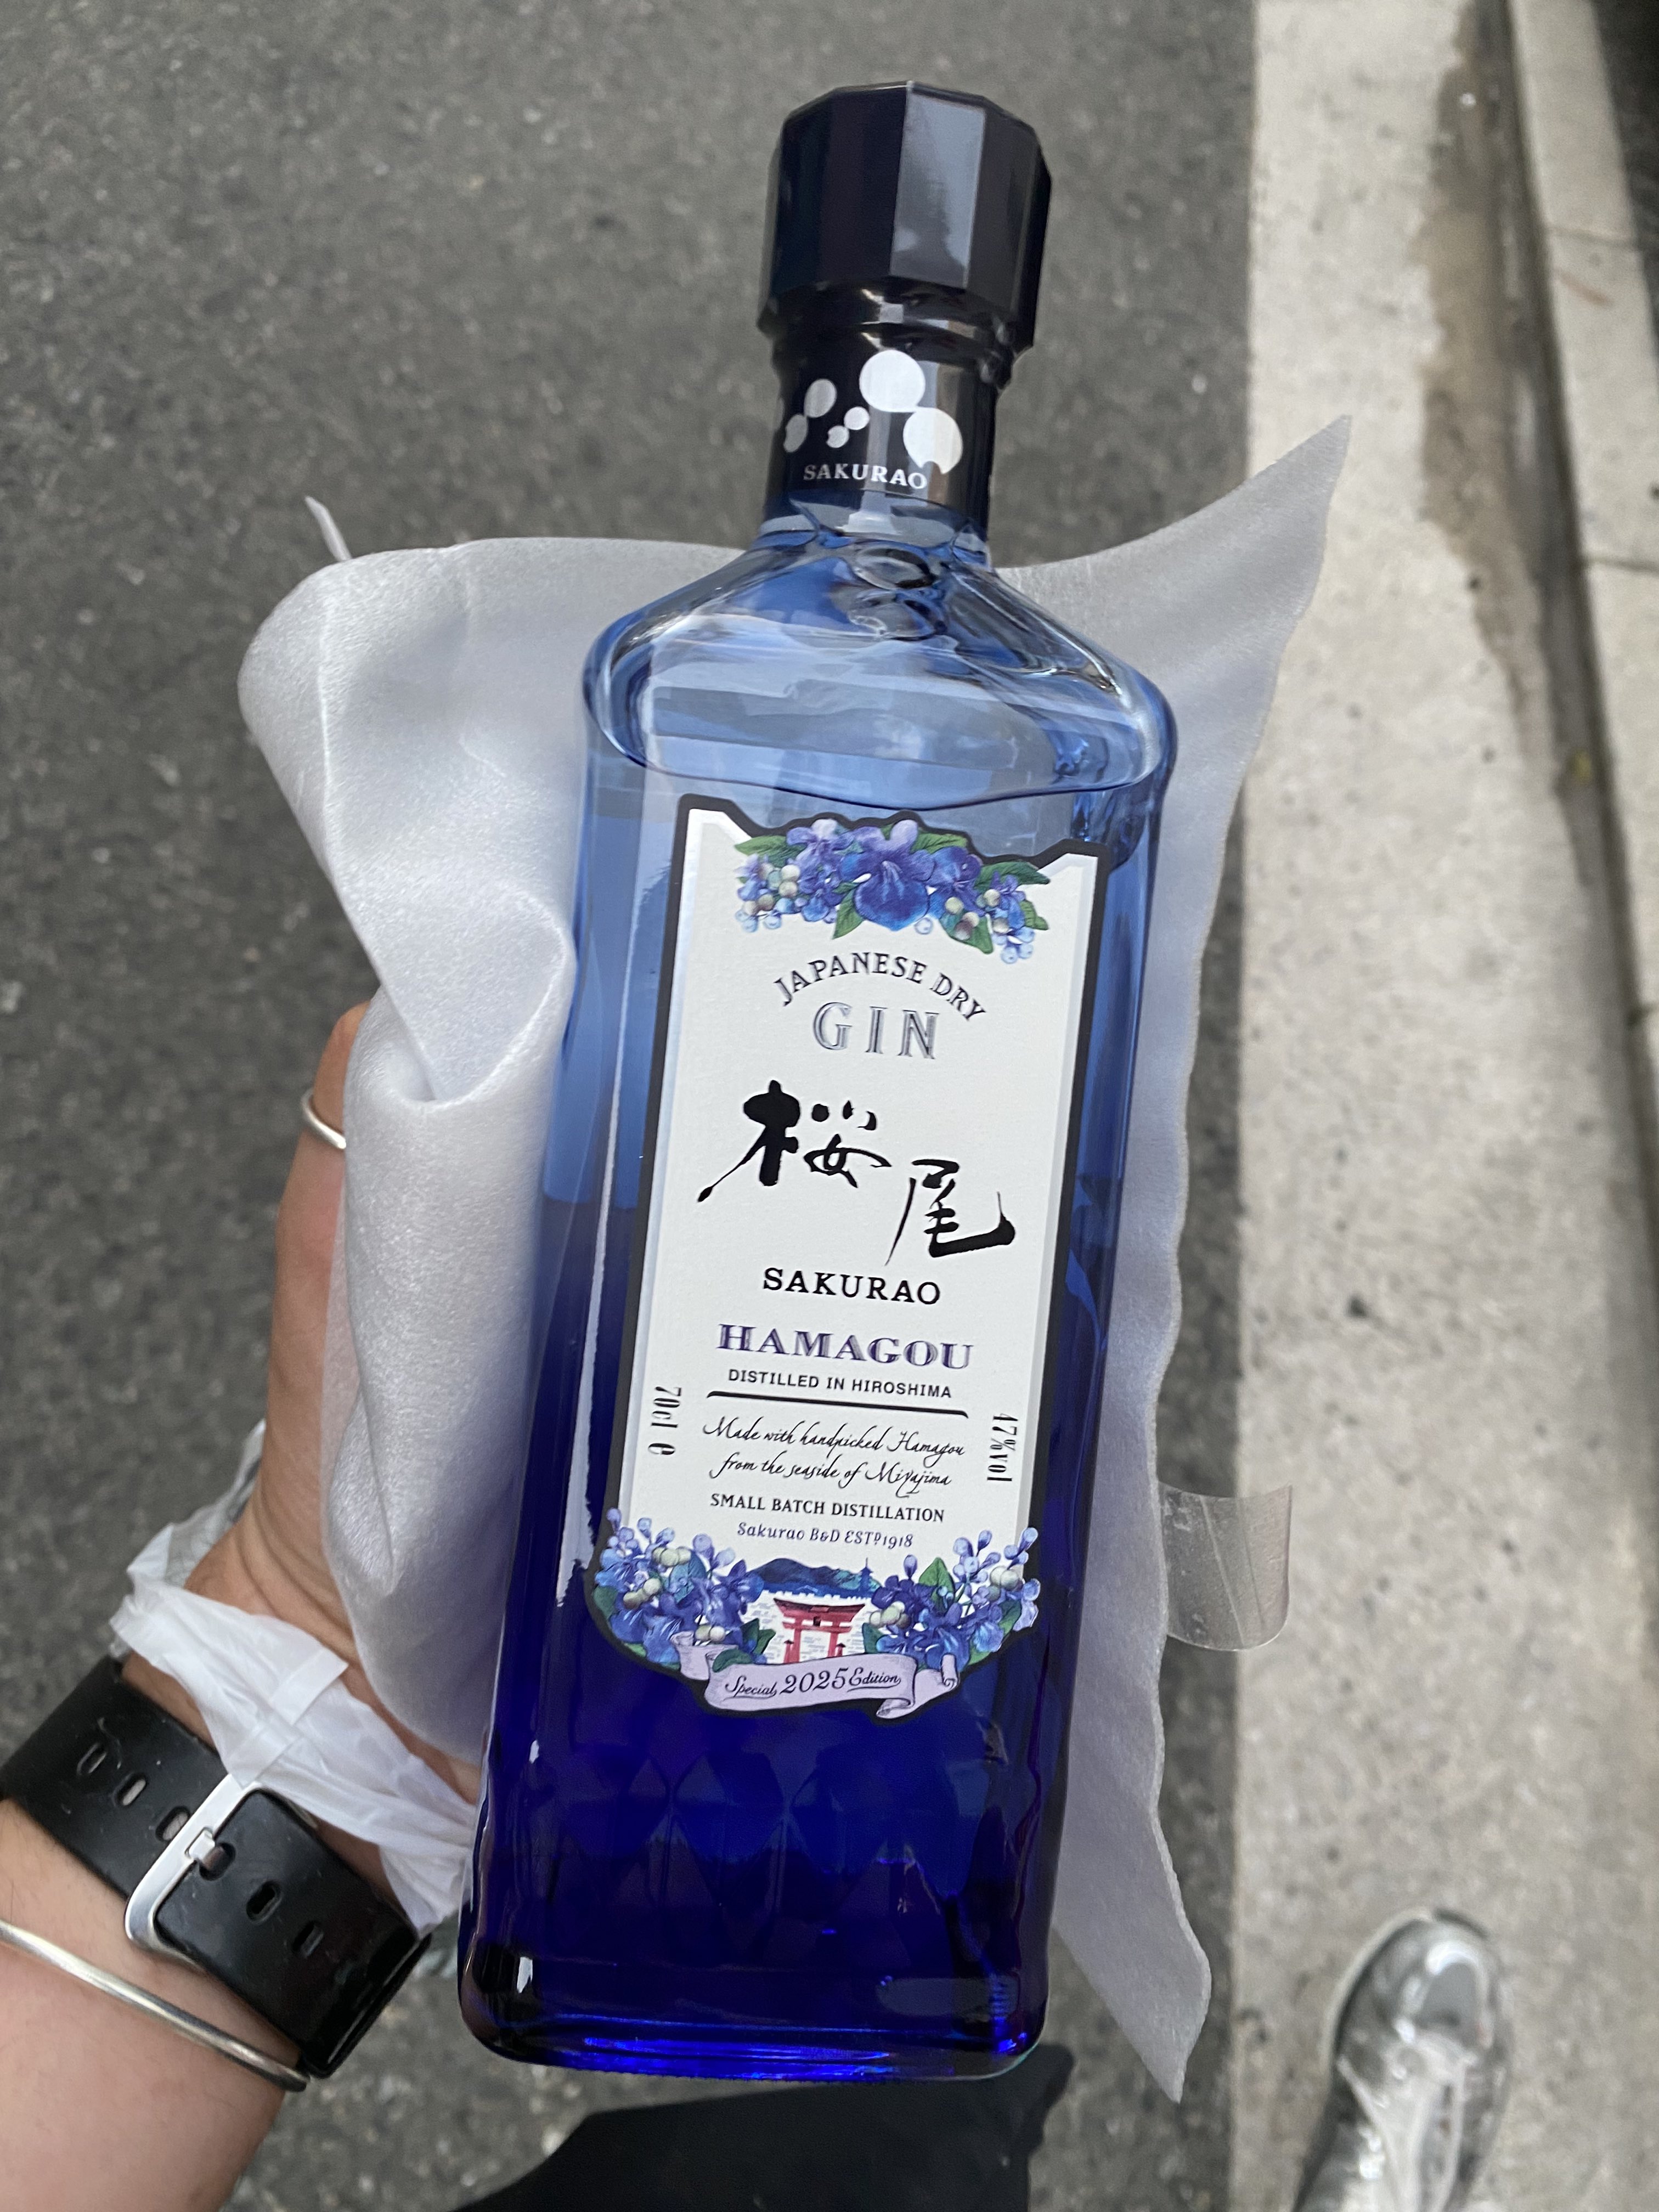 SAKURAO
JAPANESE DRY
GIN
桜尾
SAKURAO
HAMAGOU
DISTILLED IN HIROSHIMA
70cl e
47%vol
Made with handpicked Hamagou
from the seaside of Miyajima
SMALL BATCH DISTILLATION
Sakurao B&D ESTD 1918
Special 2025 Edition